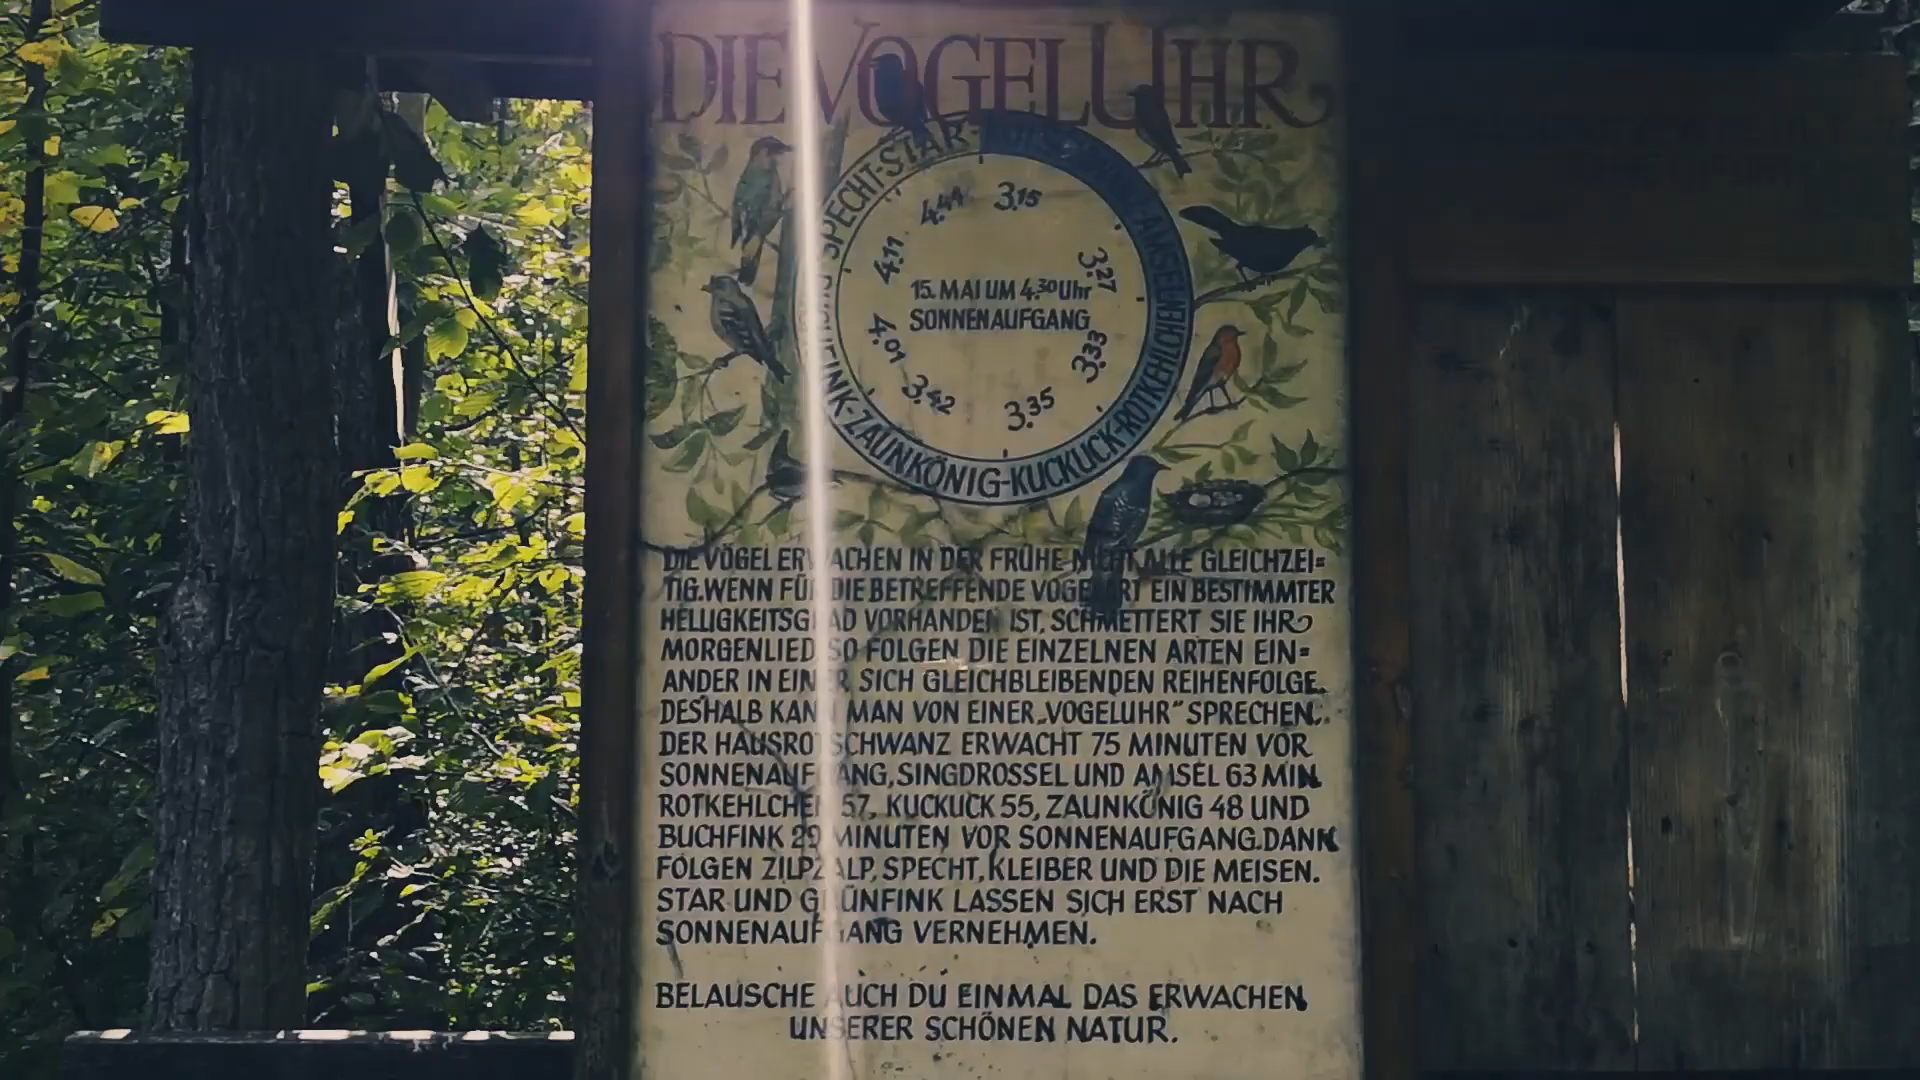 DIE VOGELUHR
SPECHT-STAR
AMSEL-ROTKEHLCHEN-KUCKUCK-ZAUNKÖNIG-
4.44 3.15
4.11 3.27
15. MAI UM 4.30 Uhr
SONNENAUFGANG
4.01 3.33
3.42 3.35
DIE VÖGEL ERWACHEN IN DER FRÜHE NICHT ALLE GLEICHZEI=
TIG. WENN FÜR DIE BETREFFENDE VOGELART EIN BESTIMMTER
HELLIGKEITSGRAD VORHANDEN IST, SCHMETTERT SIE IHR
MORGENLIED SO FOLGEN DIE EINZELNEN ARTEN EIN=
ANDER IN EINER SICH GLEICHBLEIBENDEN REIHENFOLGE.
DESHALB KANN MAN VON EINER „VOGELUHR" SPRECHEN.
DER HAUSROTSCHWANZ ERWACHT 75 MINUTEN VOR
SONNENAUFGANG, SINGDROSSEL UND AMSEL 63 MIN.
ROTKEHLCHEN 57, KUCKUCK 55, ZAUNKÖNIG 48 UND
BUCHFINK 29 MINUTEN VOR SONNENAUFGANG. DANN
FOLGEN ZILPZALP, SPECHT, KLEIBER UND DIE MEISEN.
STAR UND GRÜNFINK LASSEN SICH ERST NACH
SONNENAUFGANG VERNEHMEN.
BELAUSCHE AUCH DU EINMAL DAS ERWACHEN
UNSERER SCHÖNEN NATUR.